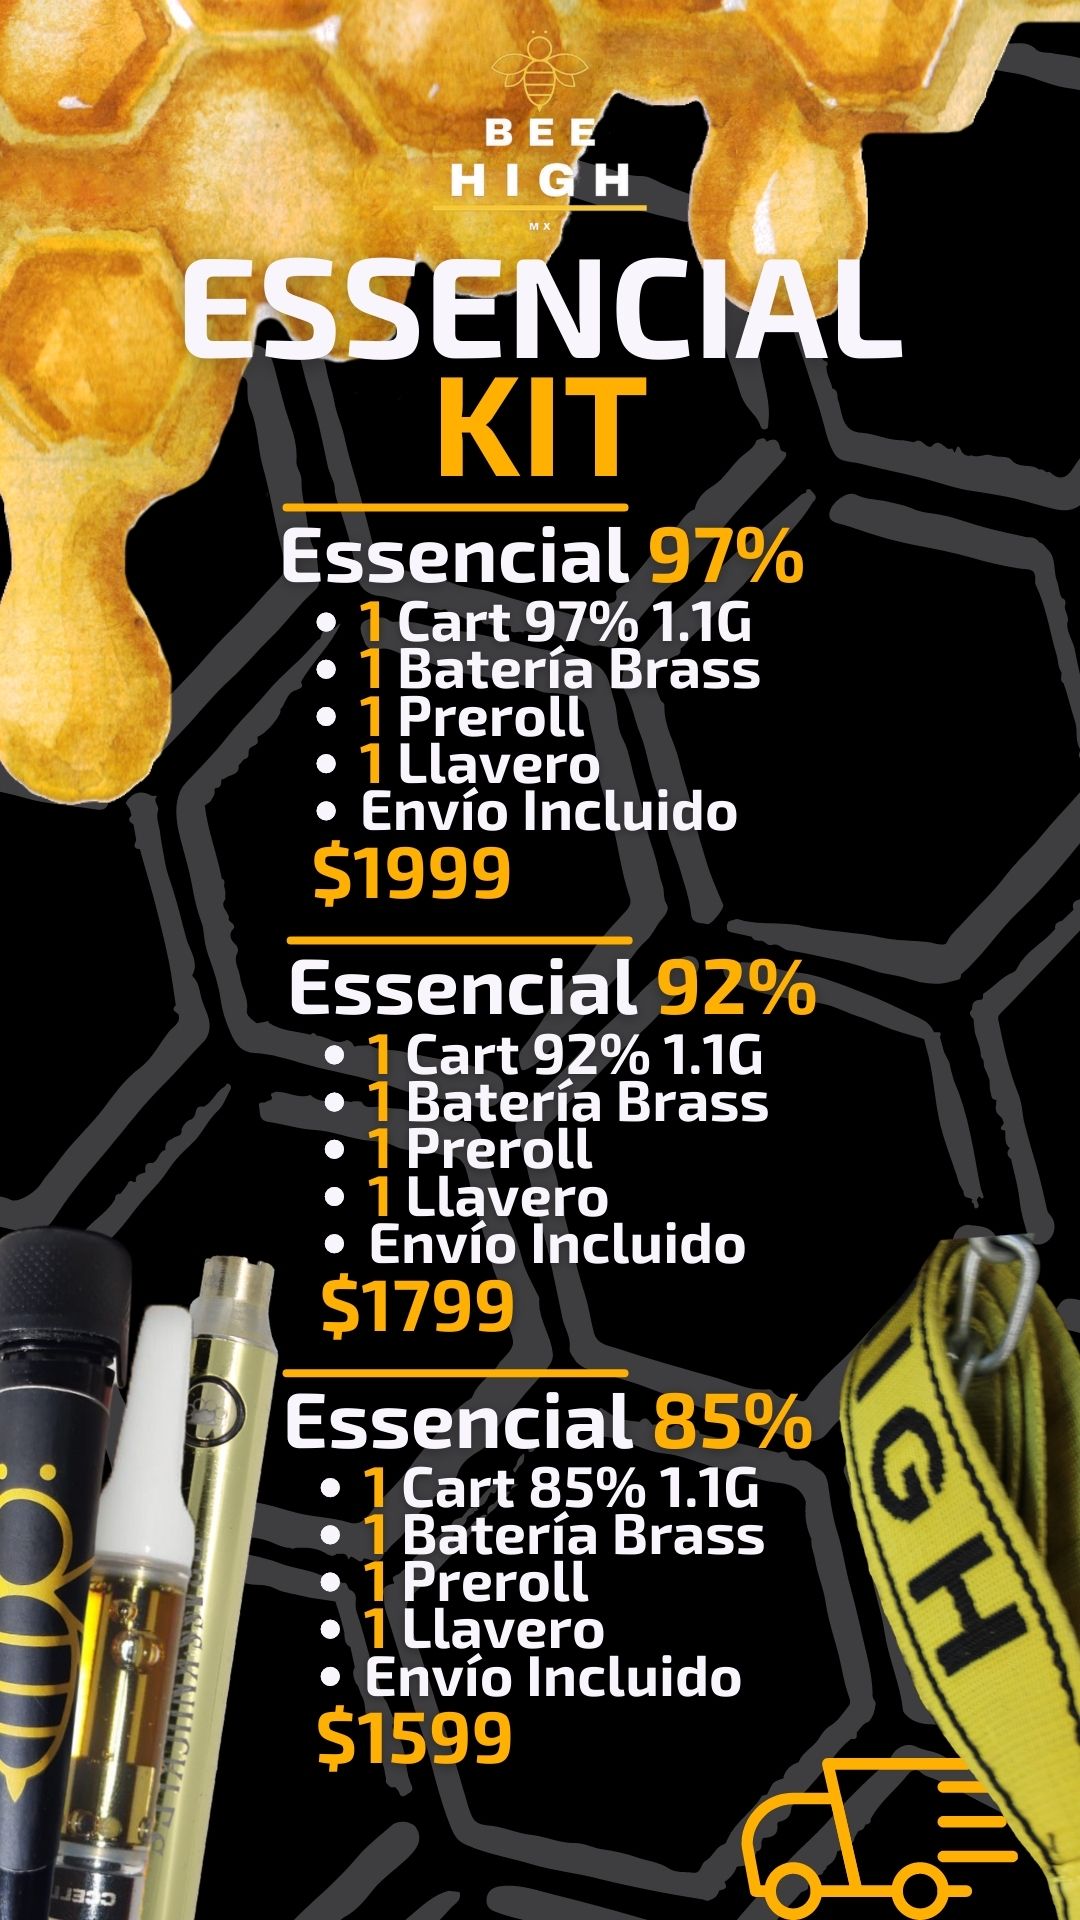 BEE
HIGH
MX
ESSENCIAL
KIT
Essencial 97%
• 1 Cart 97% 1.1G
• 1 Batería Brass
• 1 Preroll
• 1 Llavero
• Envío Incluido
$1999
Essencial 92%
• 1 Cart 92% 1.1G
• 1 Batería Brass
• 1 Preroll
• 1 Llavero
• Envío Incluido
$1799
Essencial 85%
• 1 Cart 85% 1.1G
• 1 Batería Brass
• 1 Preroll
• 1 Llavero
• Envío Incluido
$1599
IGH
CCELL